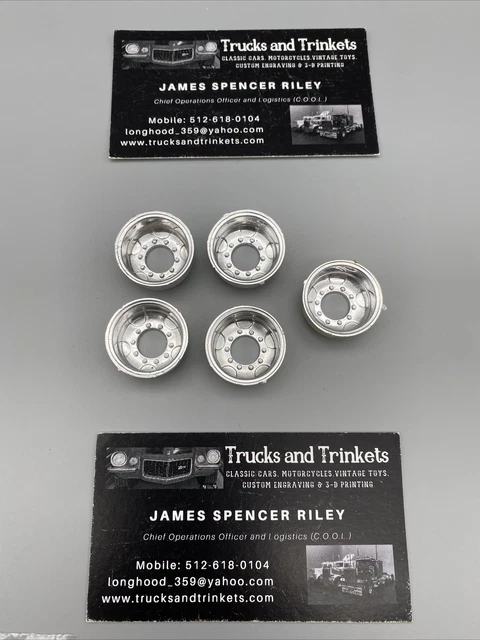 Trucks and Trinkets
CLASSIC CARS, MOTORCYCLES,VINTAGE TOYS,
CUSTOM ENGRAVING & 3-D PRINTING
JAMES SPENCER RILEY
Chief Operations Officer and Logistics (C.O.O.L.)
Mobile: 512-618-0104
longhood_359@yahoo.com
www.trucksandtrinkets.com
Trucks and Trinkets
CLASSIC CARS, MOTORCYCLES,VINTAGE TOYS,
CUSTOM ENGRAVING & 3-D PRINTING
JAMES SPENCER RILEY
Chief Operations Officer and Logistics (C.O.O.L.)
Mobile: 512-618-0104
longhood_359@yahoo.com
www.trucksandtrinkets.com